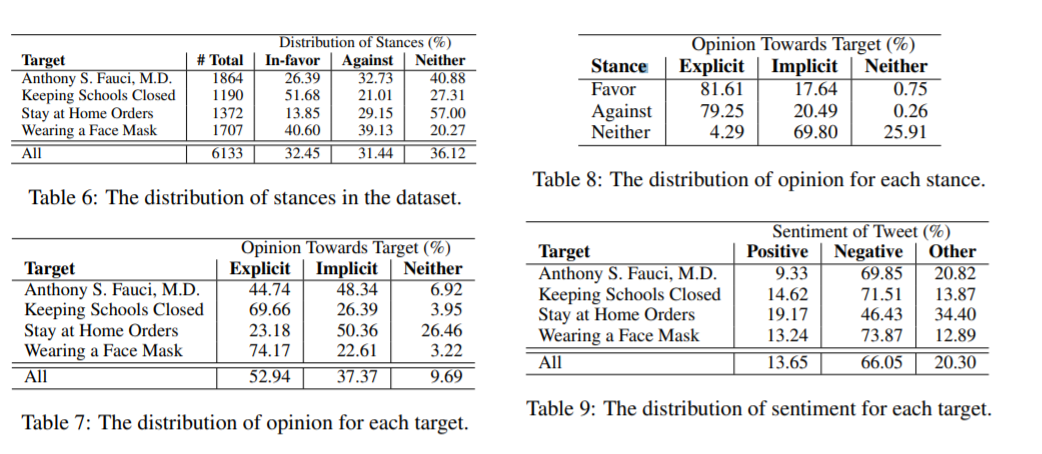 Distribution of Stances (%)
Target # Total In-favor Against Neither
Anthony S. Fauci, M.D. 1864 26.39 32.73 40.88
Keeping Schools Closed 1190 51.68 21.01 27.31
Stay at Home Orders 1372 13.85 29.15 57.00
Wearing a Face Mask 1707 40.60 39.13 20.27
All 6133 32.45 31.44 36.12
Table 6: The distribution of stances in the dataset.
Opinion Towards Target (%)
Target Explicit Implicit Neither
Anthony S. Fauci, M.D. 44.74 48.34 6.92
Keeping Schools Closed 69.66 26.39 3.95
Stay at Home Orders 23.18 50.36 26.46
Wearing a Face Mask 74.17 22.61 3.22
All 52.94 37.37 9.69
Table 7: The distribution of opinion for each target.
Opinion Towards Target (%)
Stance Explicit Implicit Neither
Favor 81.61 17.64 0.75
Against 79.25 20.49 0.26
Neither 4.29 69.80 25.91
Table 8: The distribution of opinion for each stance.
Sentiment of Tweet (%)
Target Positive Negative Other
Anthony S. Fauci, M.D. 9.33 69.85 20.82
Keeping Schools Closed 14.62 71.51 13.87
Stay at Home Orders 19.17 46.43 34.40
Wearing a Face Mask 13.24 73.87 12.89
All 13.65 66.05 20.30
Table 9: The distribution of sentiment for each target.